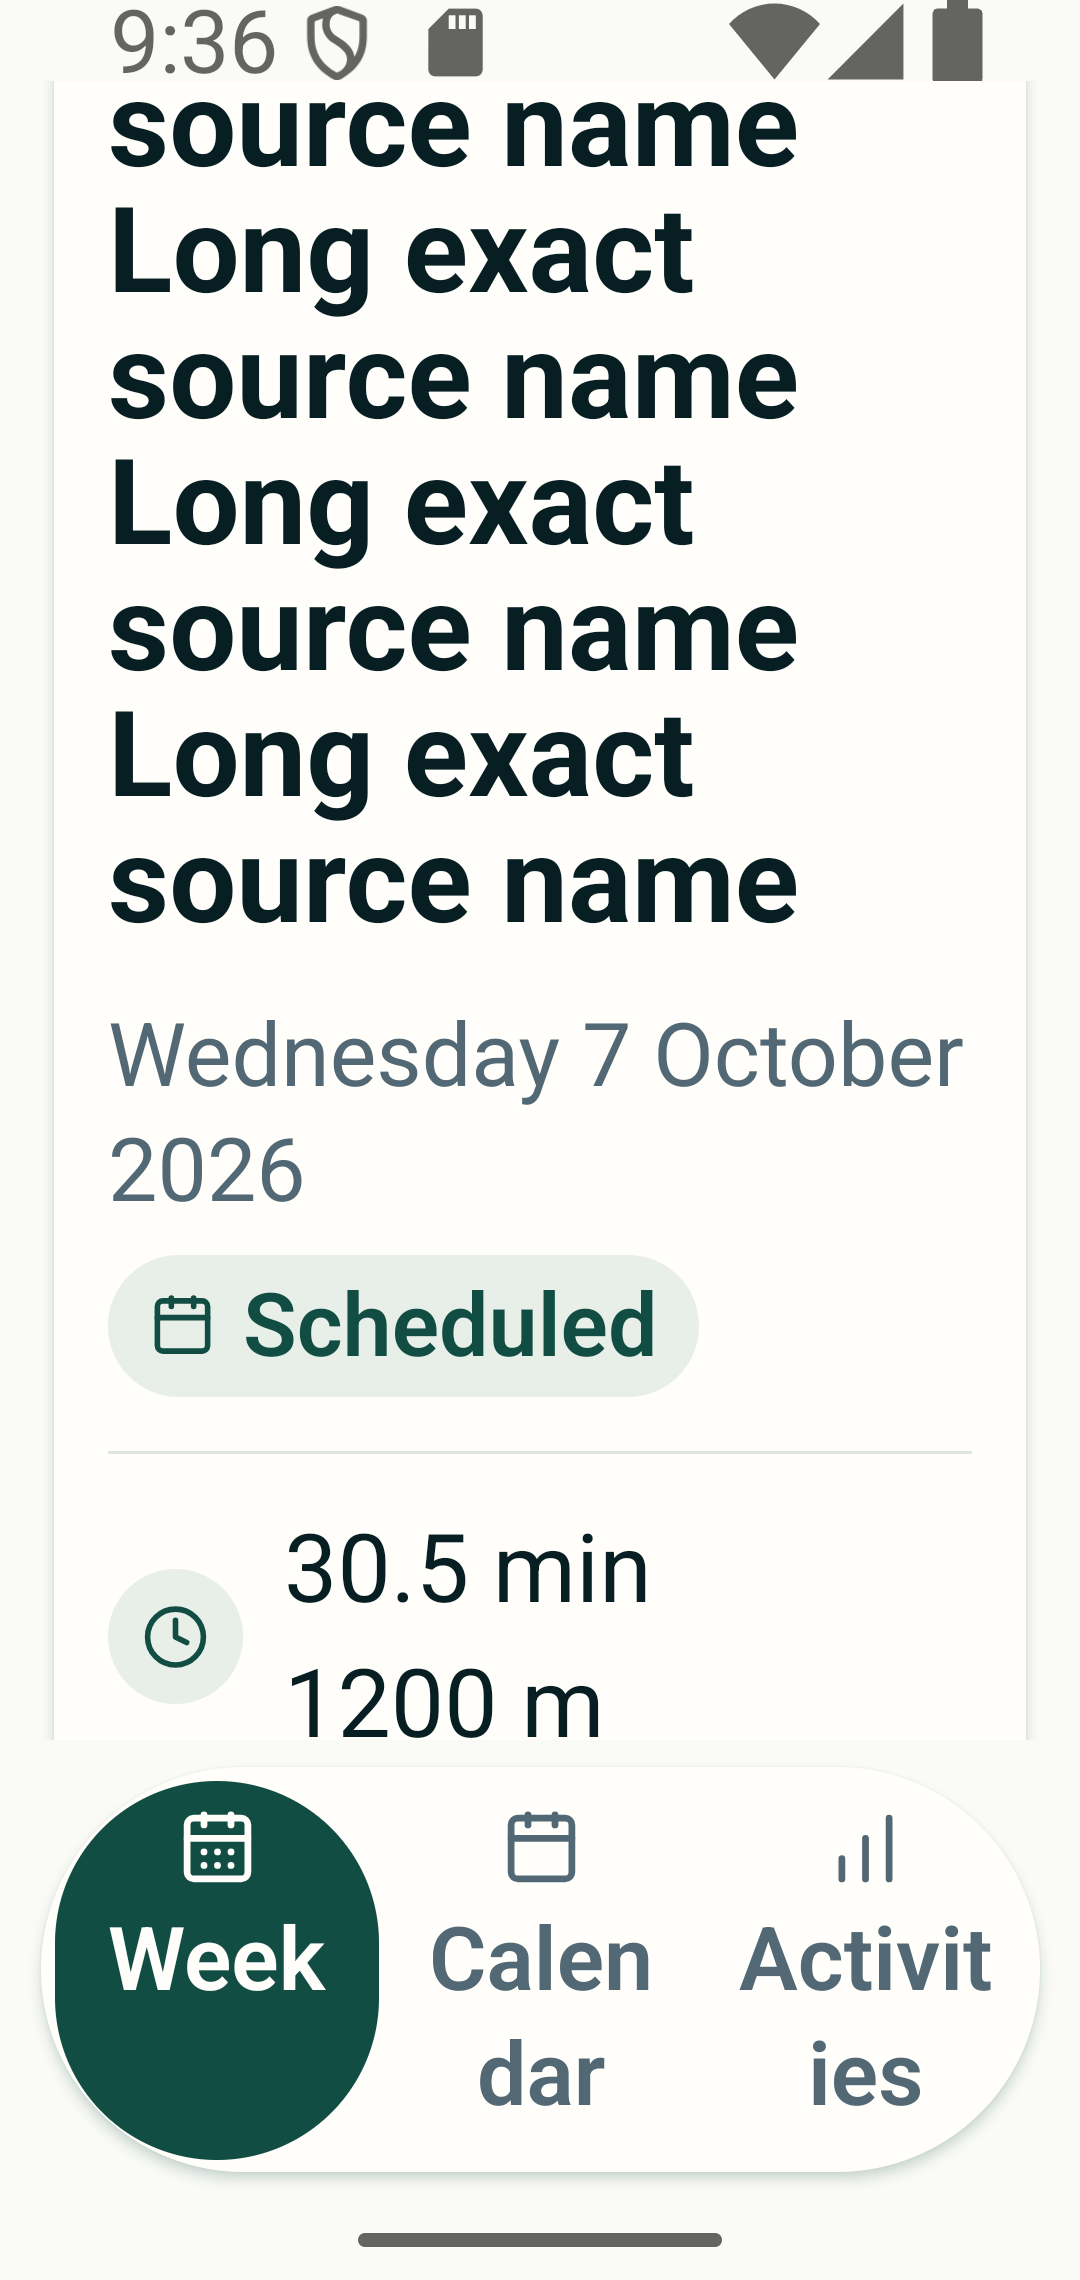 9:36
source name
Long exact
source name
Long exact
source name
Long exact
source name
Wednesday 7 October
2026
Scheduled
30.5 min
1200 m
Week
Calen
dar
Activit
ies